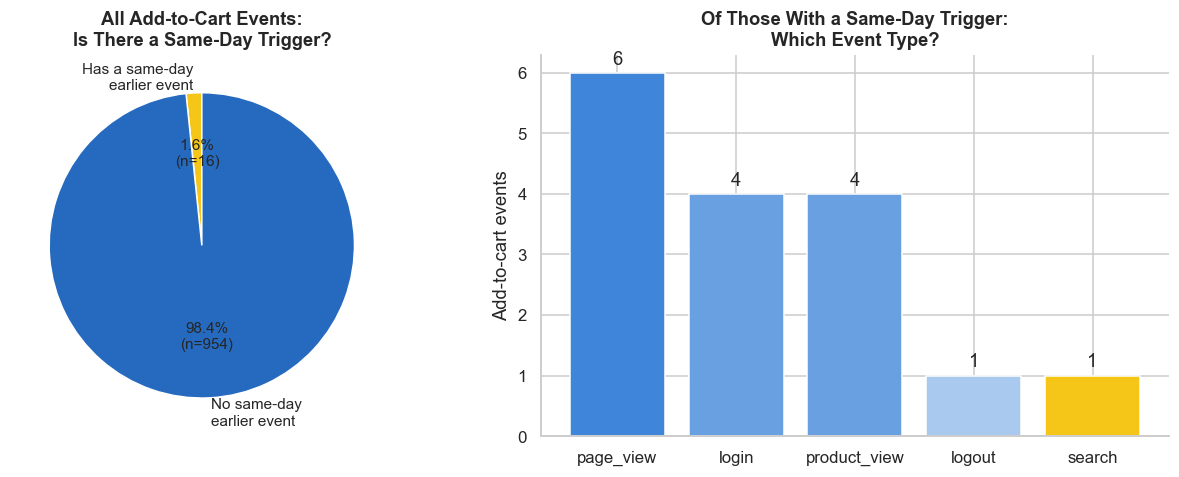 All Add-to-Cart Events:
Is There a Same-Day Trigger?
Has a same-day
earlier event
1.6%
(n=16)
98.4%
(n=954)
No same-day
earlier event
Of Those With a Same-Day Trigger:
Which Event Type?
Add-to-cart events
6
5
4
3
2
1
0
6
4
4
1
1
page_view
login
product_view
logout
search